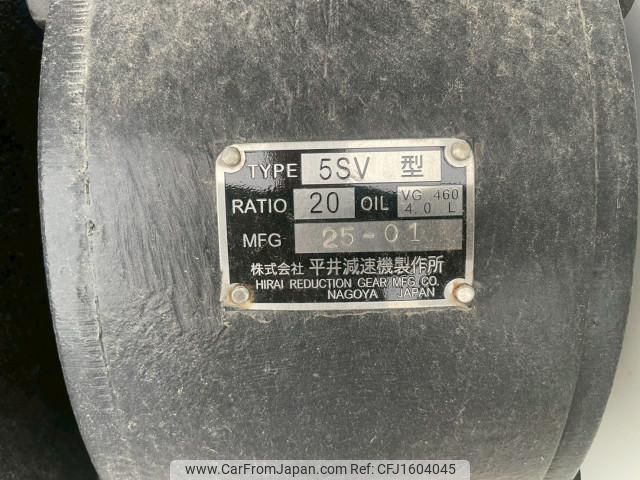 TYPE 5SV 型
RATIO 20 OIL VG 460
4.0 L
MFG 25-01
株式会社 平井減速機製作所
HIRAI REDUCTION GEAR MFG.CO.
NAGOYA JAPAN
www.CarFromJapan.com | CFJ1604045